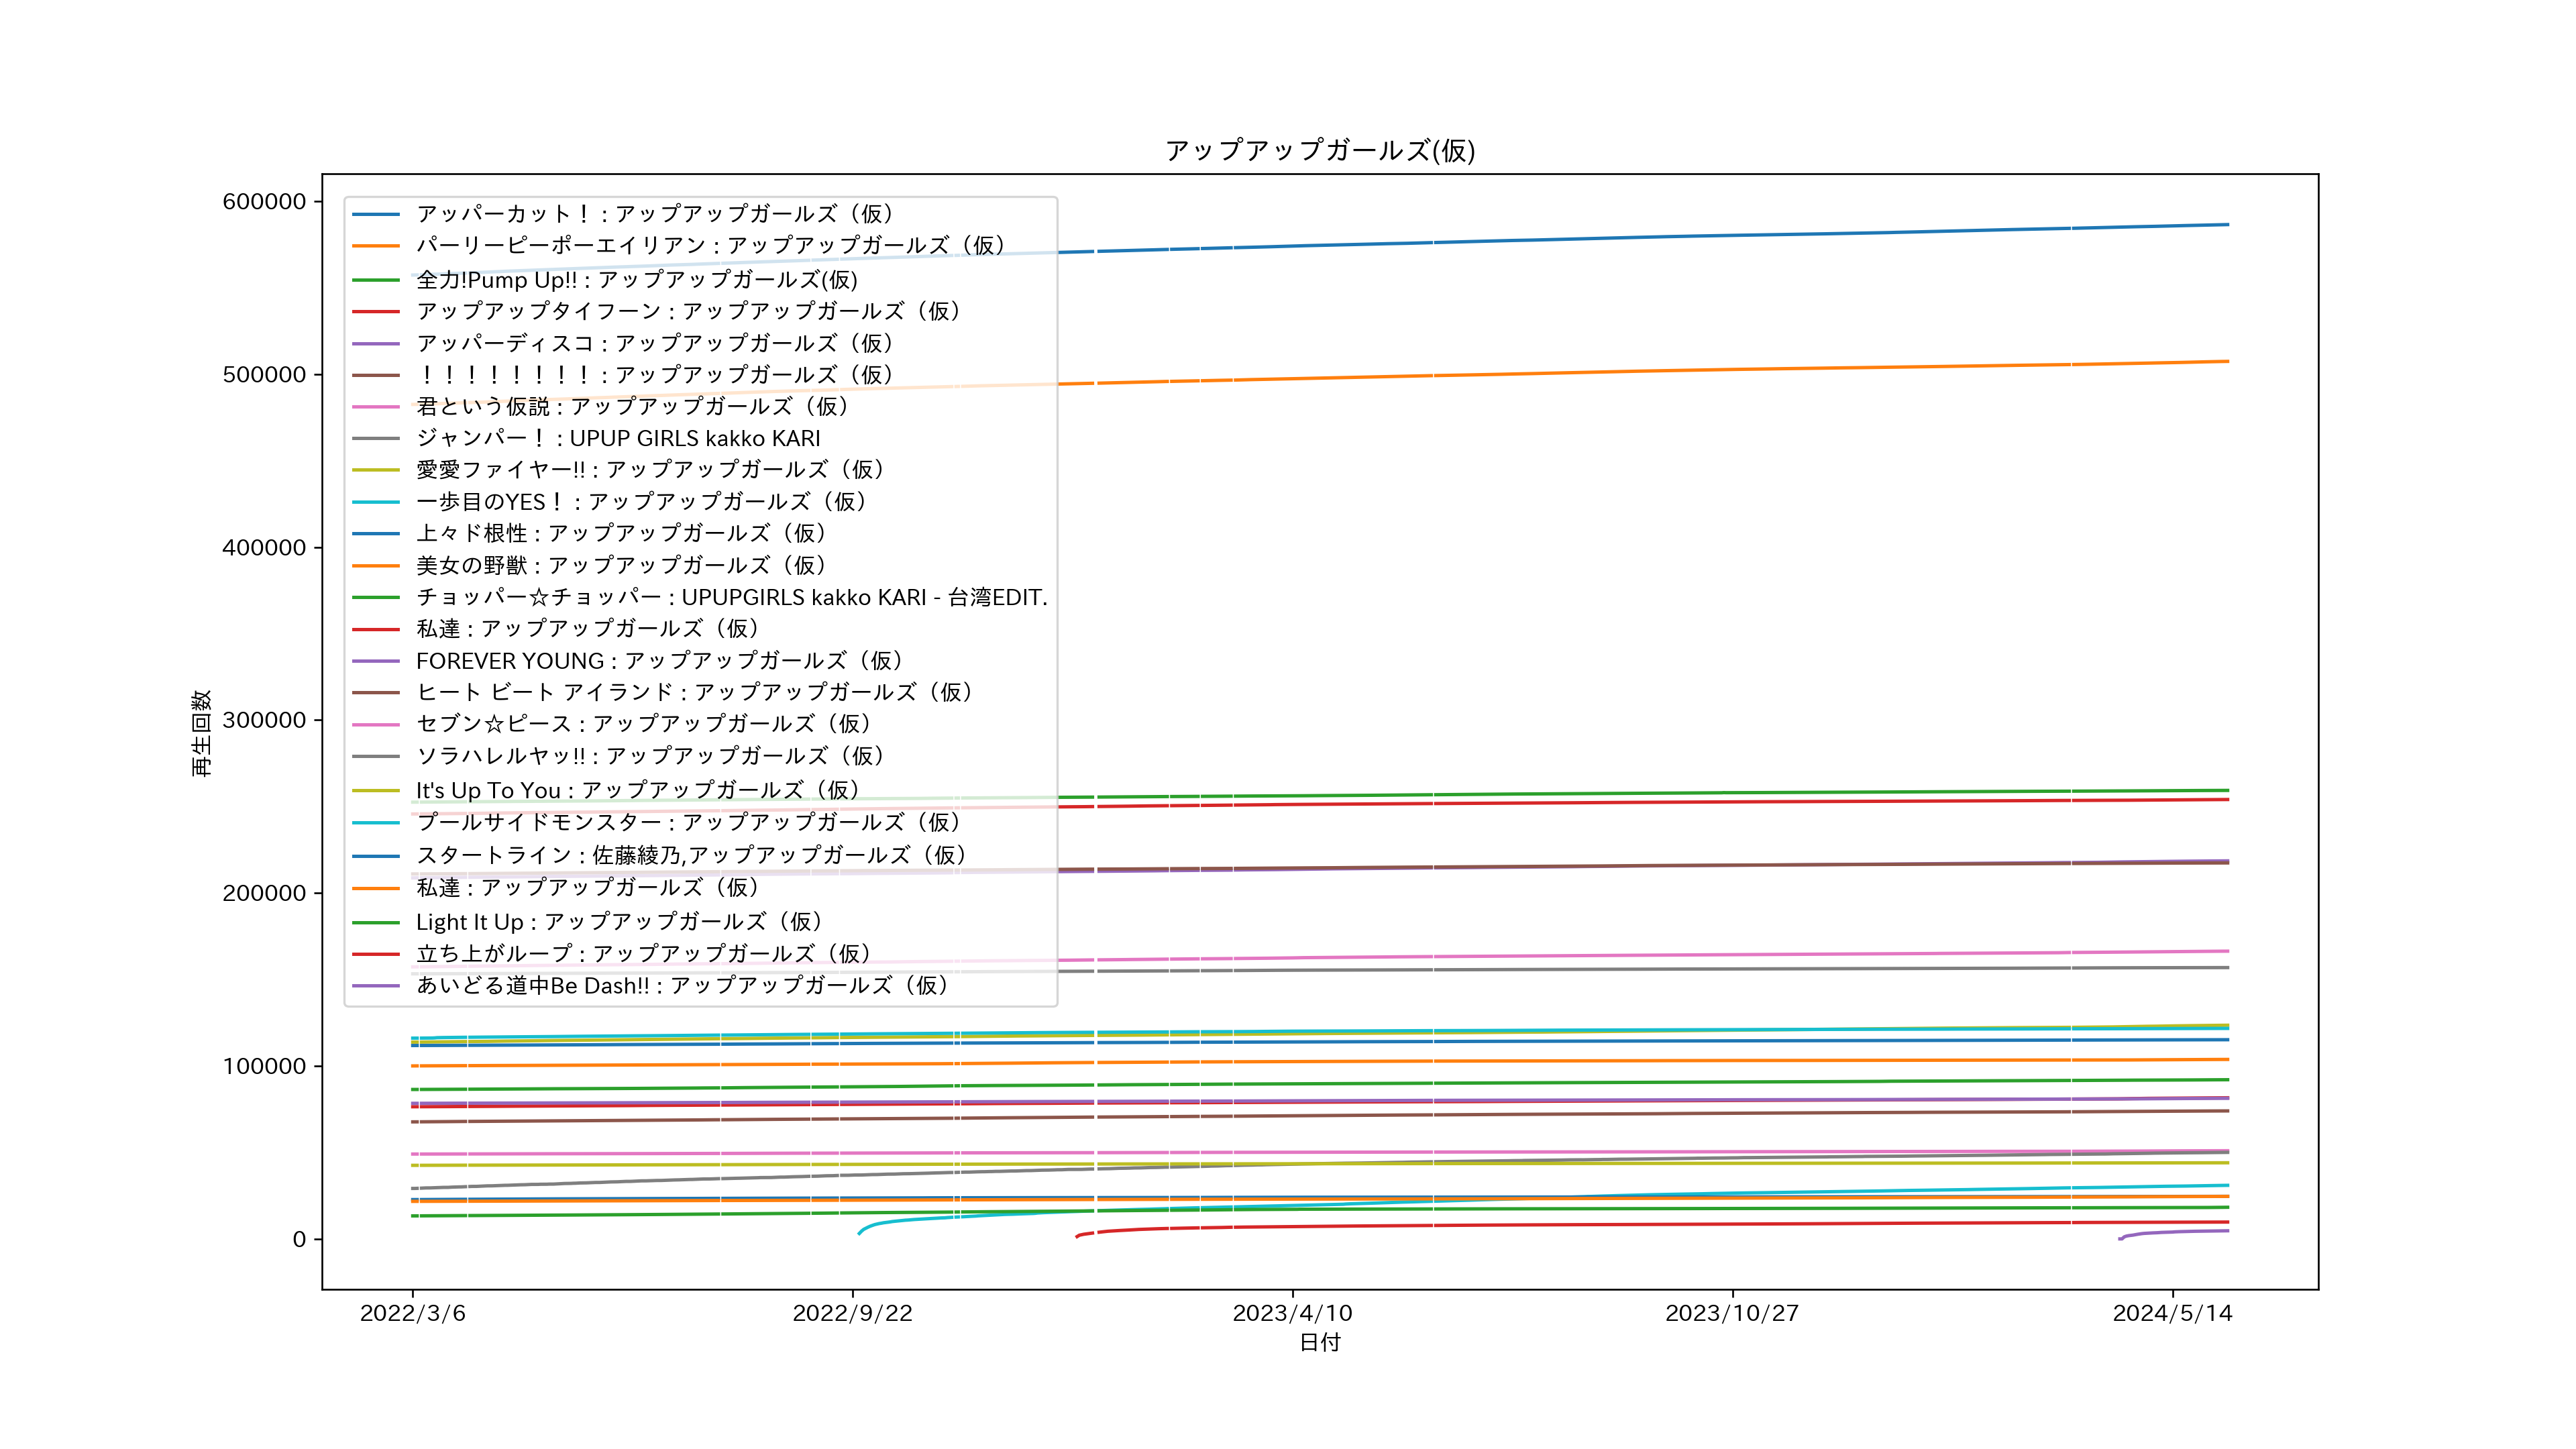 アップアップガールズ(仮)
600000
500000
400000
300000
200000
100000
0
再生回数
アッパーカット！ : アップアップガールズ（仮）
パーリーピーポーエイリアン : アップアップガールズ（仮）
全力!Pump Up!! : アップアップガールズ(仮)
アップアップタイフーン : アップアップガールズ（仮）
アッパーディスコ : アップアップガールズ（仮）
！！！！！！！！ : アップアップガールズ（仮）
君という仮説 : アップアップガールズ（仮）
ジャンパー！ : UPUP GIRLS kakko KARI
愛愛ファイヤー!! : アップアップガールズ（仮）
一歩目のYES！ : アップアップガールズ（仮）
上々ド根性 : アップアップガールズ（仮）
美女の野獣 : アップアップガールズ（仮）
チョッパー☆チョッパー : UPUPGIRLS kakko KARI - 台湾EDIT.
私達 : アップアップガールズ（仮）
FOREVER YOUNG : アップアップガールズ（仮）
ヒート ビート アイランド : アップアップガールズ（仮）
セブン☆ピース : アップアップガールズ（仮）
ソラハレルヤッ!! : アップアップガールズ（仮）
It's Up To You : アップアップガールズ（仮）
プールサイドモンスター : アップアップガールズ（仮）
スタートライン : 佐藤綾乃,アップアップガールズ（仮）
私達 : アップアップガールズ（仮）
Light It Up : アップアップガールズ（仮）
立ち上がループ : アップアップガールズ（仮）
あいどる道中Be Dash!! : アップアップガールズ（仮）
2022/3/6
2022/9/22
2023/4/10
2023/10/27
2024/5/14
日付